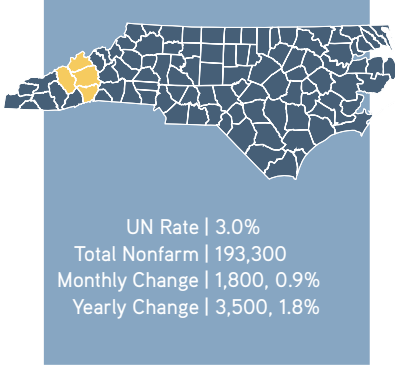 UN Rate | 3.0%
Total Nonfarm | 193,300
Monthly Change | 1,800, 0.9%
Yearly Change | 3,500, 1.8%